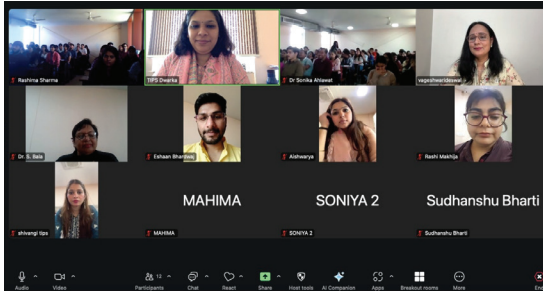 Rashima Sharma
TIPS Dwarka
Dr Sonika Ahlawat
vageshwarideswal
Dr. S. Bala
Eshaan Bhardwaj
Aishwarya
Rashi Makhija
shivangi tips
MAHIMA
MAHIMA
SONIYA 2
SONIYA 2
Sudhanshu Bharti
Sudhanshu Bharti
Audio
Video
Participants
12
Chat
React
Share
Host tools
AI Companion
Apps
Breakout rooms
More
End